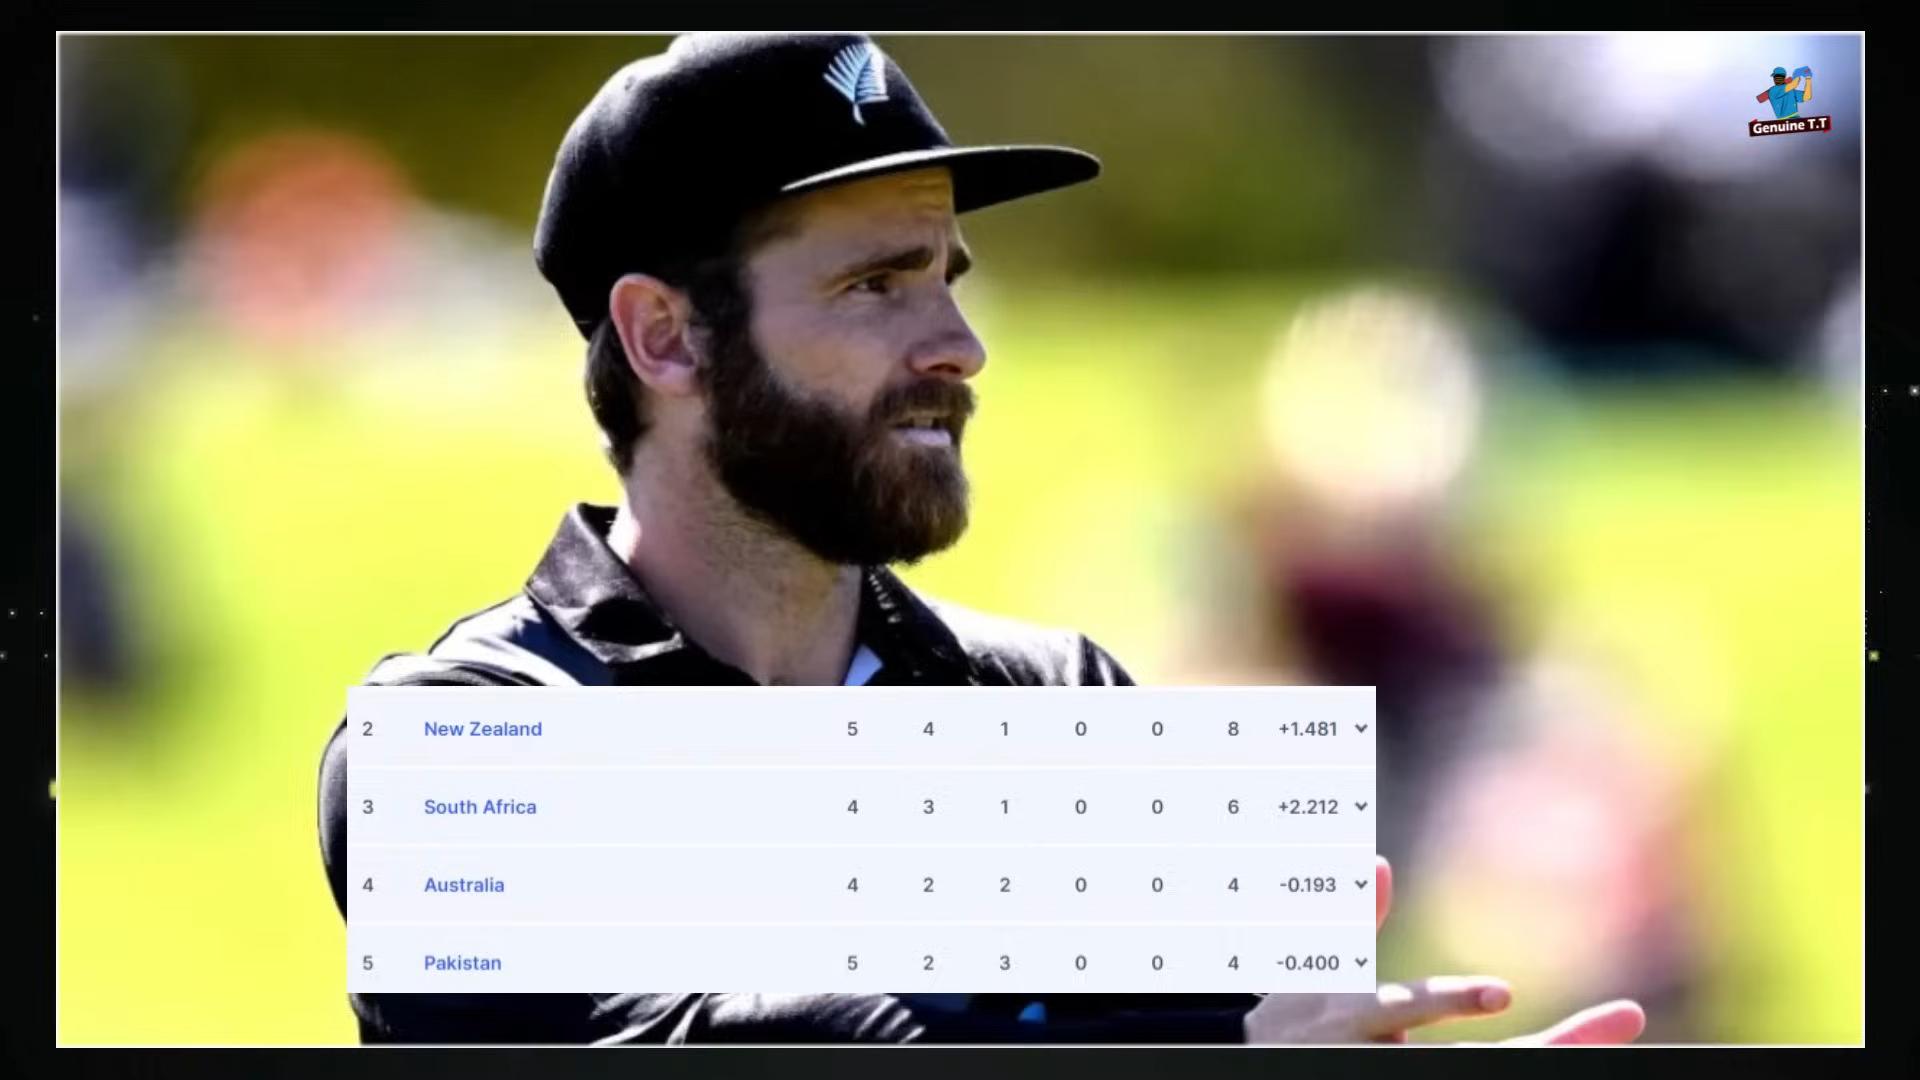 Genuine T.T
2 New Zealand 5 4 1 0 0 8 +1.481
3 South Africa 4 3 1 0 0 6 +2.212
4 Australia 4 2 2 0 0 4 -0.193
5 Pakistan 5 2 3 0 0 4 -0.400